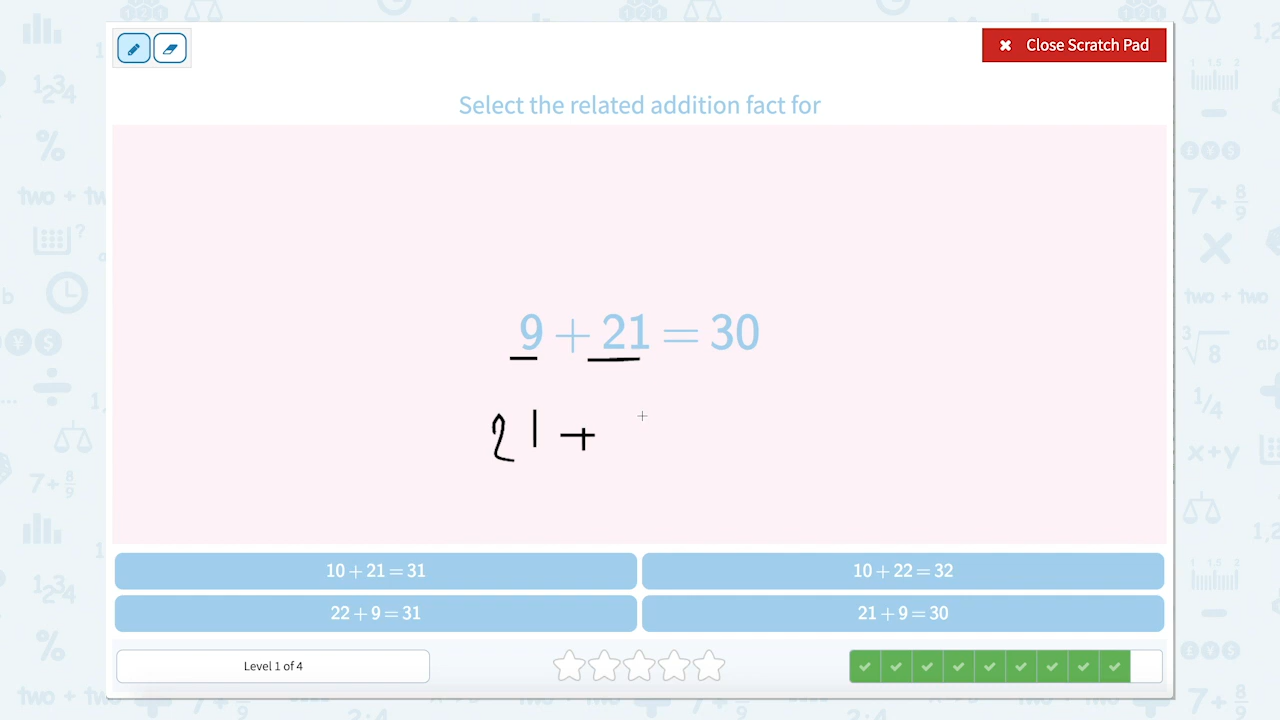 Close Scratch Pad
Select the related addition fact for
9 + 21 = 30
21 +
10 + 21 = 31
10 + 22 = 32
22 + 9 = 31
21 + 9 = 30
Level 1 of 4